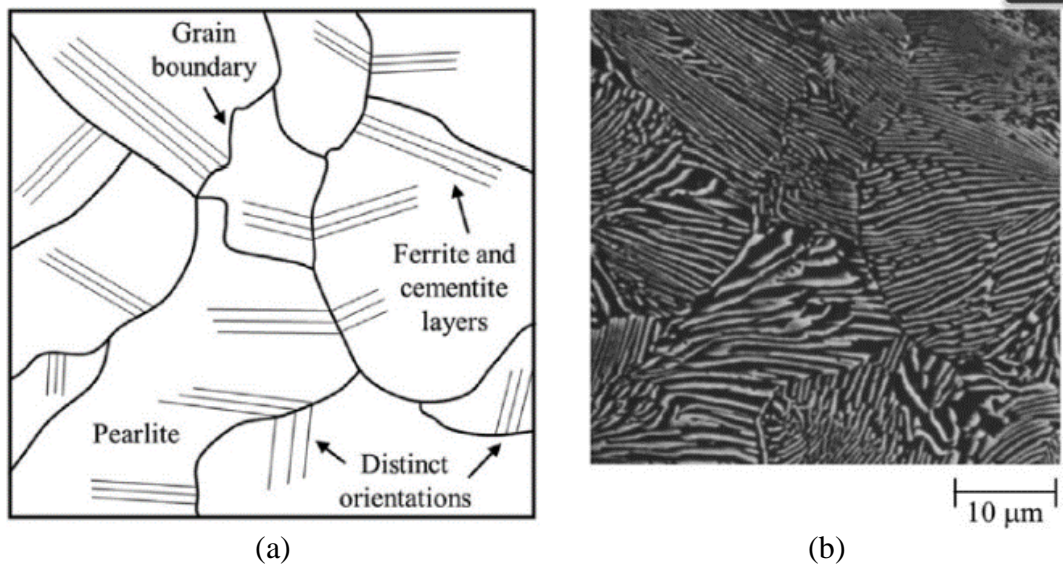 Grain
boundary
Ferrite and
cementite
layers
Pearlite
Distinct
orientations
10 μm
(a)
(b)